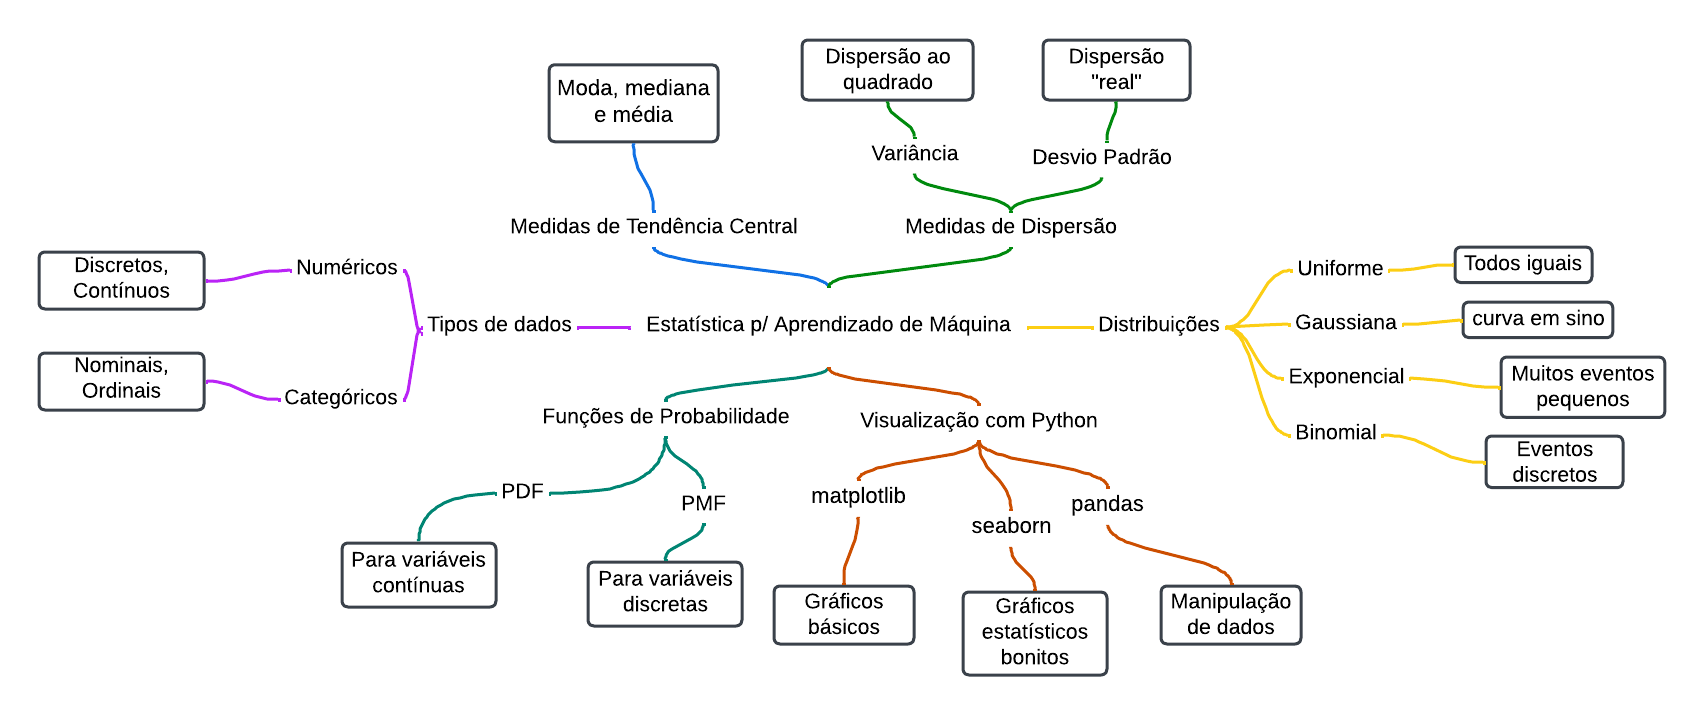 Dispersão ao
quadrado
Dispersão
"real"
Moda, mediana
e média
Variância
Desvio Padrão
Medidas de Tendência Central
Medidas de Dispersão
Discretos,
Contínuos
Numéricos
Nominais,
Ordinais
Categóricos
Tipos de dados
Estatística p/ Aprendizado de Máquina
Distribuições
Uniforme
Todos iguais
Gaussiana
curva em sino
Exponencial
Muitos eventos
pequenos
Binomial
Eventos
discretos
Funções de Probabilidade
Visualização com Python
PDF
PMF
matplotlib
seaborn
pandas
Para variáveis
contínuas
Para variáveis
discretas
Gráficos
básicos
Gráficos
estatísticos
bonitos
Manipulação
de dados